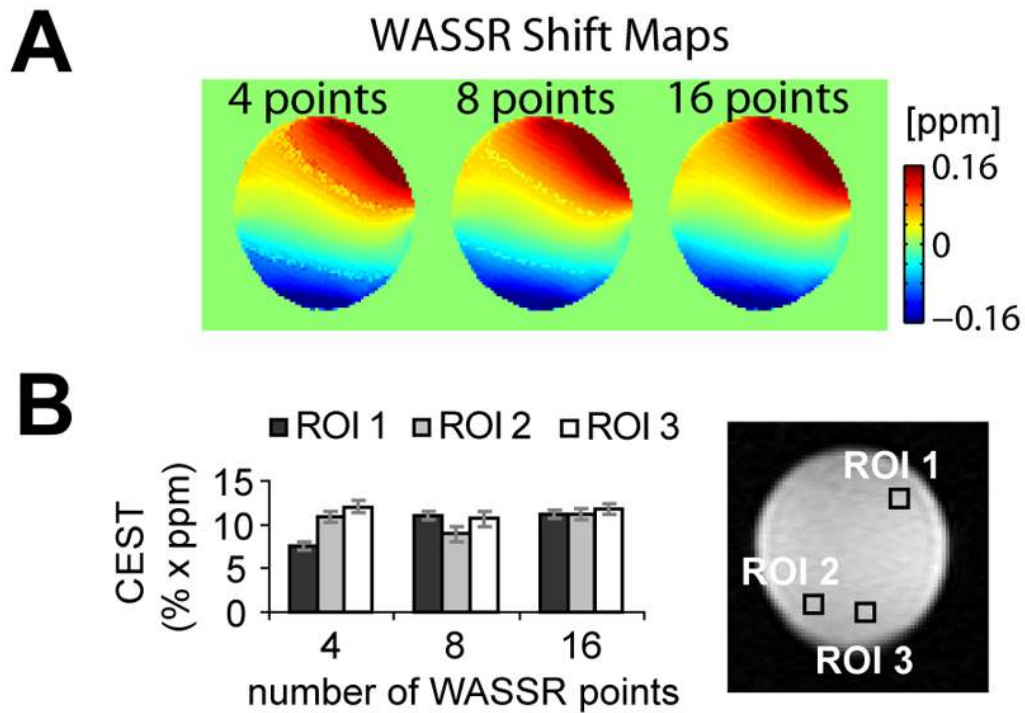 A
WASSR Shift Maps
4 points 8 points 16 points
[ppm]
0.16
0
−0.16
B
ROI 1 ROI 2 ROI 3
CEST
(% x ppm)
15
10
5
0
4 8 16
number of WASSR points
ROI 1
ROI 2
ROI 3